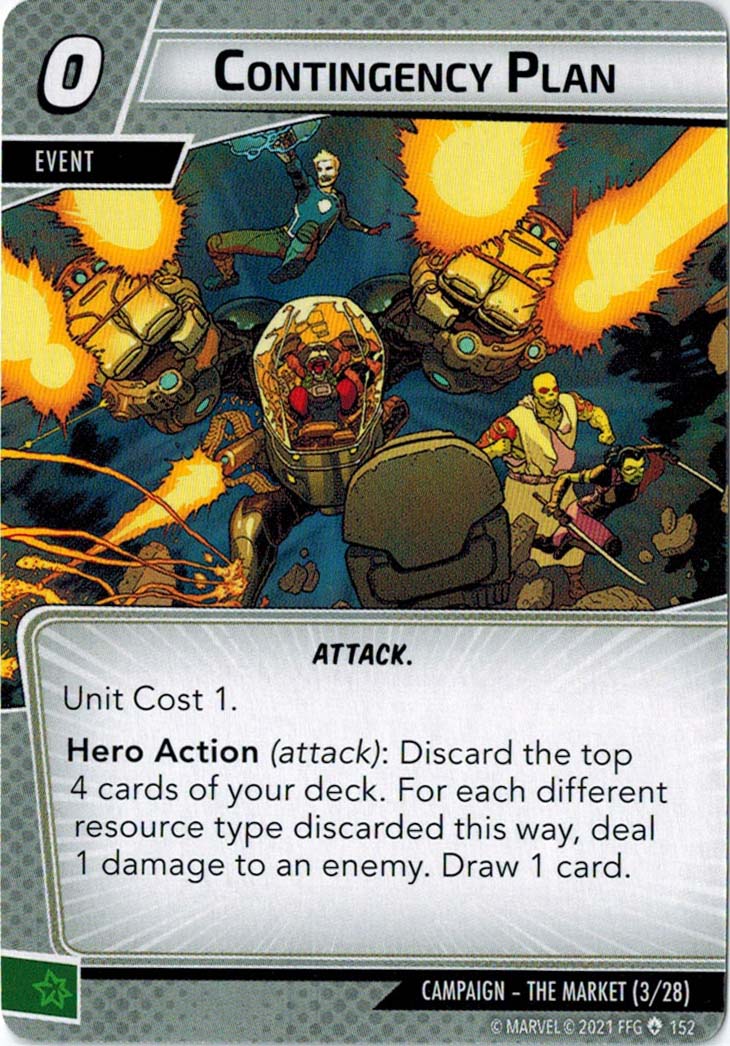 0
CONTINGENCY PLAN
EVENT
ATTACK.
Unit Cost 1.
Hero Action (attack): Discard the top
4 cards of your deck. For each different
resource type discarded this way, deal
1 damage to an enemy. Draw 1 card.
CAMPAIGN – THE MARKET (3/28)
© MARVEL © 2021 FFG 152